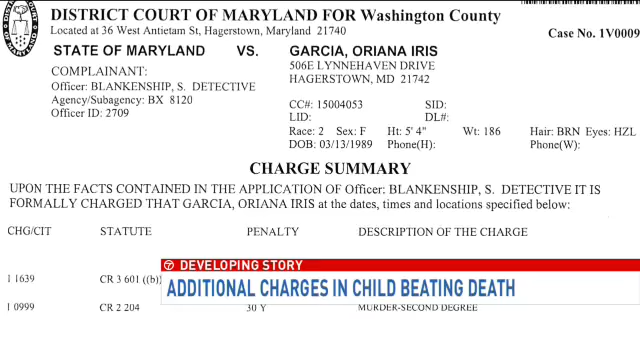 DISTRICT COURT OF MARYLAND FOR Washington County
Located at 36 West Antietam St, Hagerstown, Maryland 21740
Case No. 1V0009
STATE OF MARYLAND VS. GARCIA, ORIANA IRIS
506E LYNNEHAVEN DRIVE
HAGERSTOWN, MD 21742
COMPLAINANT:
Officer: BLANKENSHIP, S. DETECTIVE
Agency/Subagency: BX 8120
Officer ID: 2709
CC#: 15004053 SID:
LID: DL#:
Race: 2 Sex: F Ht: 5' 4" Wt: 186 Hair: BRN Eyes: HZL
DOB: 03/13/1989 Phone(H): Phone(W):
CHARGE SUMMARY
UPON THE FACTS CONTAINED IN THE APPLICATION OF Officer: BLANKENSHIP, S. DETECTIVE IT IS
FORMALLY CHARGED THAT GARCIA, ORIANA IRIS at the dates, times and locations specified below:
CHG/CIT STATUTE PENALTY DESCRIPTION OF THE CHARGE
1 1639 CR 3 601 ((b))
7 DEVELOPING STORY
ADDITIONAL CHARGES IN CHILD BEATING DEATH
1 0999 CR 2 204 30 Y MURDER-SECOND DEGREE